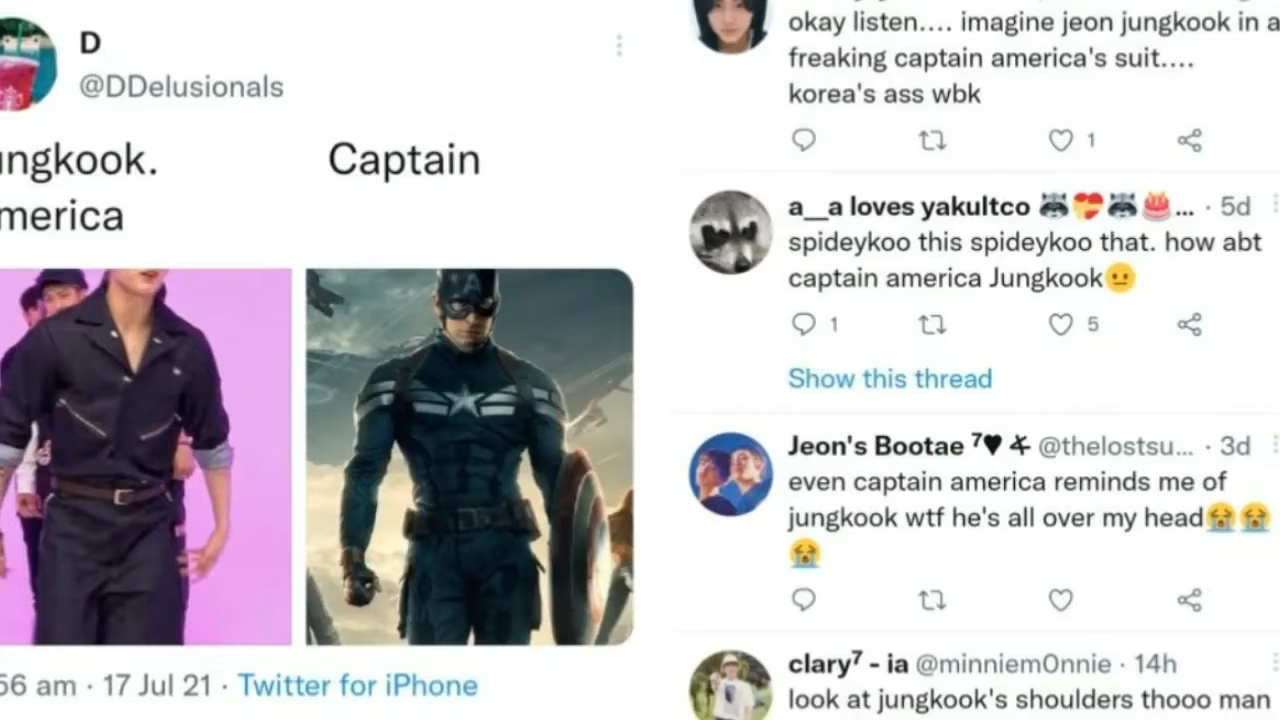 D
@DDelusionals
ungkook. Captain
merica
56 am · 17 Jul 21 · Twitter for iPhone
okay listen.... imagine jeon jungkook in a
freaking captain america's suit....
korea's ass wbk
1
a__a loves yakultco 🦝💝🦝🎂... · 5d
spideykoo this spideykoo that. how abt
captain america Jungkook😐
1 5
Show this thread
Jeon's Bootae ⁷♥ @thelostsu... · 3d
even captain america reminds me of
jungkook wtf he's all over my head😭😭
😭
clary⁷ - ia @minniem0nnie · 14h
look at jungkook's shoulders thooo man